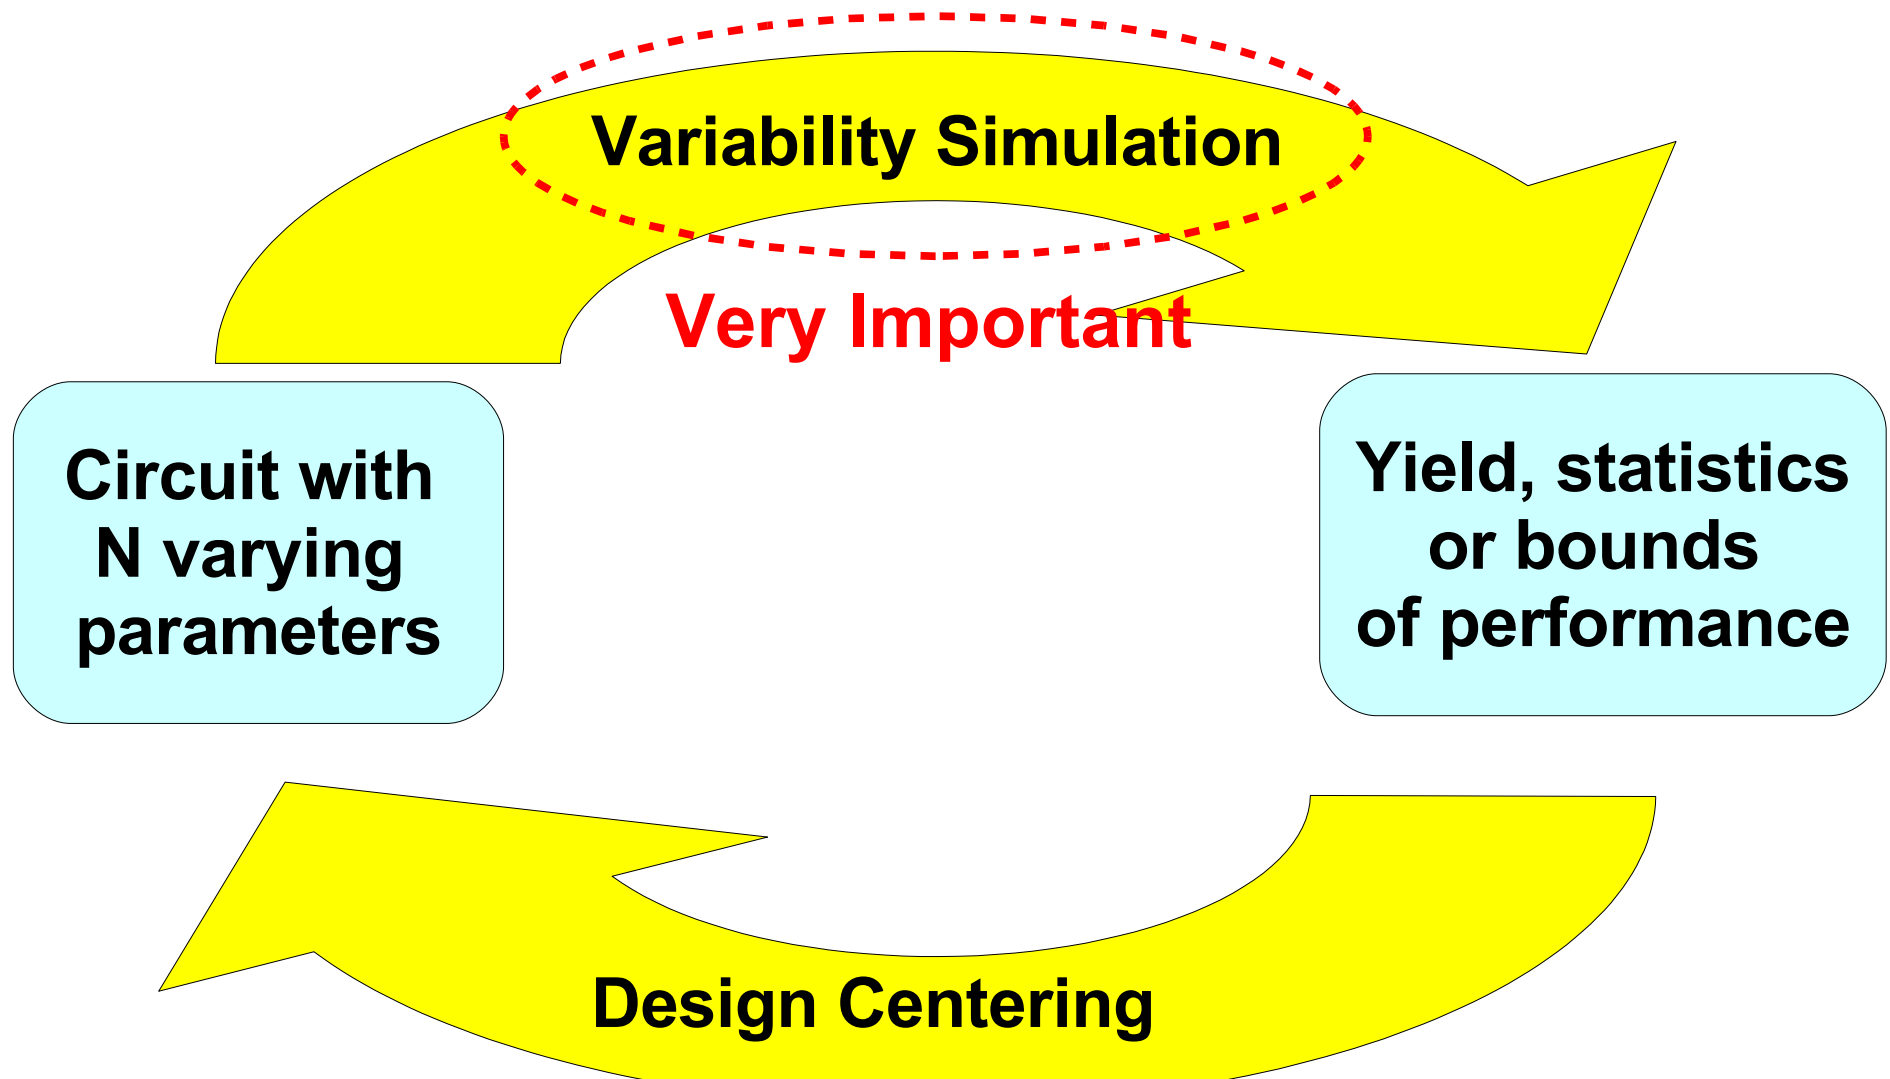 Variability Simulation
Very Important
Circuit with
N varying
parameters
Yield, statistics
or bounds
of performance
Design Centering